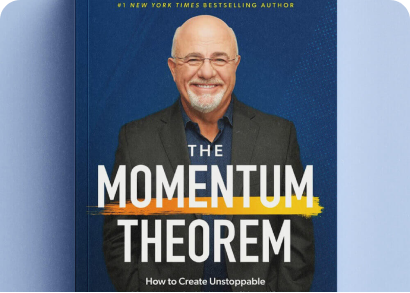 #1 NEW YORK TIMES BESTSELLING AUTHOR
THE
MOMENTUM
THEOREM
How to Create Unstoppable